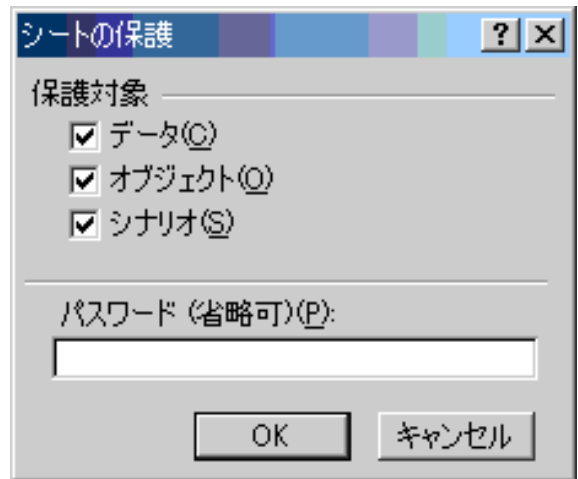 シートの保護
保護対象
データ(C)
オブジェクト(O)
シナリオ(S)
パスワード (省略可)(P):
OK キャンセル